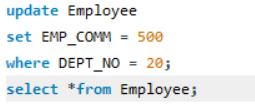 update Employee
set EMP_COMM = 500
where DEPT_NO = 20;
select *from Employee;